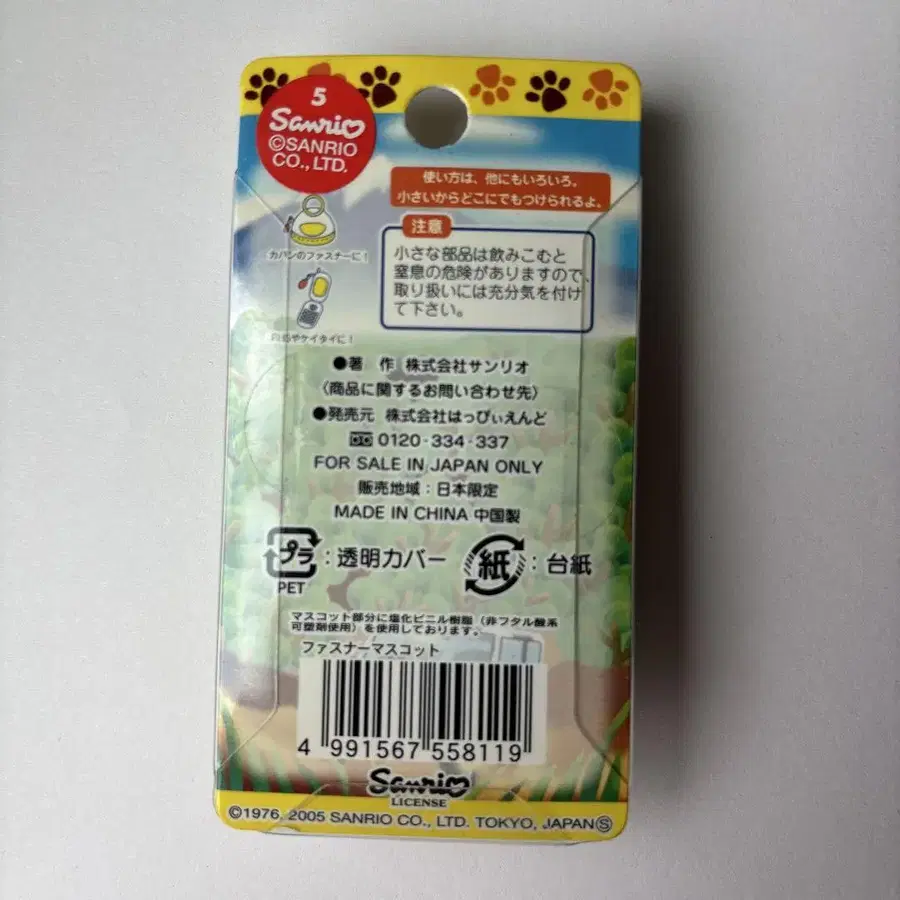 5
Sanrio
©SANRIO
CO., LTD.
使い方は、他にもいろいろ。
小さいからどこにでもつけられるよ。
カバンのファスナーに!
注意
小さな部品は飲みこむと
窒息の危険がありますので、
取り扱いには充分気を付け
て下さい。
やケイタイに!
●著 作 株式会社サンリオ
〈商品に関するお問い合わせ先〉
●発売元 株式会社はっぴぃえんど
0120-334-337
FOR SALE IN JAPAN ONLY
販売地域:日本限定
MADE IN CHINA 中国製
プラ:透明カバー
PET
紙:台紙
マスコット部分に塩化ビニル樹脂(非フタル酸系
可塑剤使用)を使用しております。
ファスナーマスコット
4 991567 558119
Sanrio
LICENSE
©1976, 2005 SANRIO CO., LTD. TOKYO, JAPAN Ⓢ